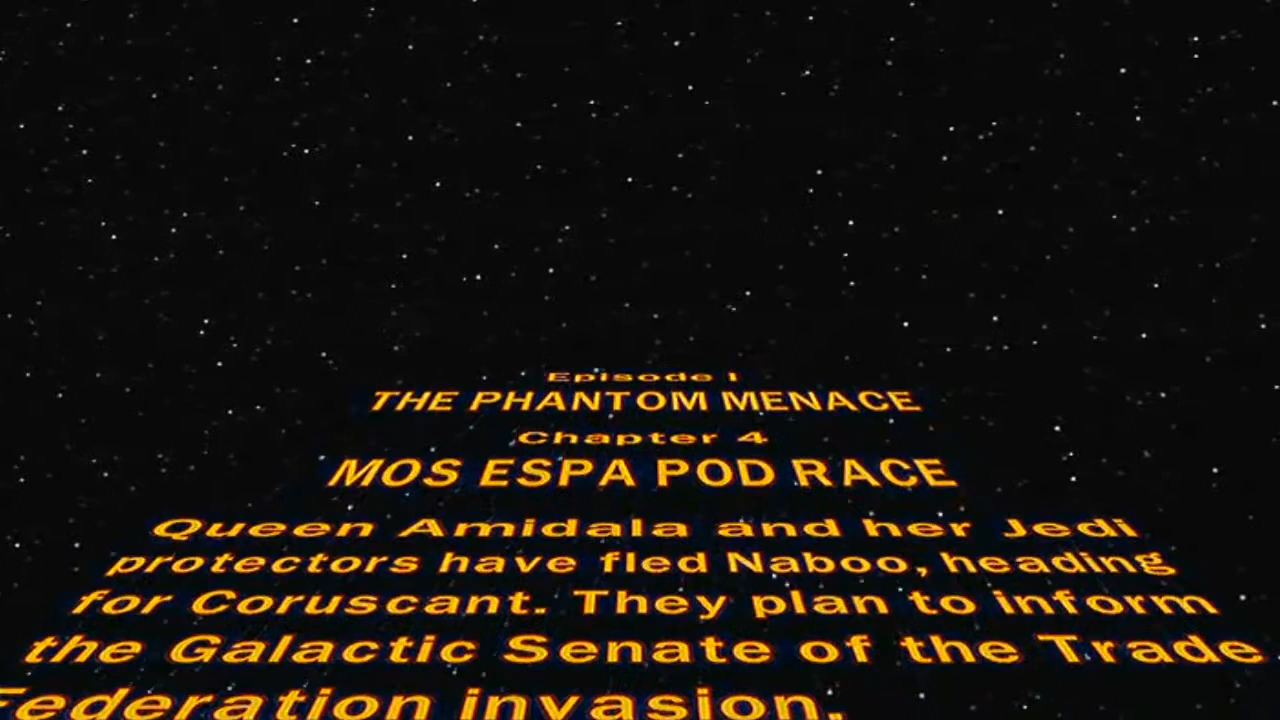 Episode I
THE PHANTOM MENACE
Chapter 4
MOS ESPA POD RACE
Queen Amidala and her Jedi
protectors have fled Naboo, heading
for Coruscant. They plan to inform
the Galactic Senate of the Trade
Federation invasion.